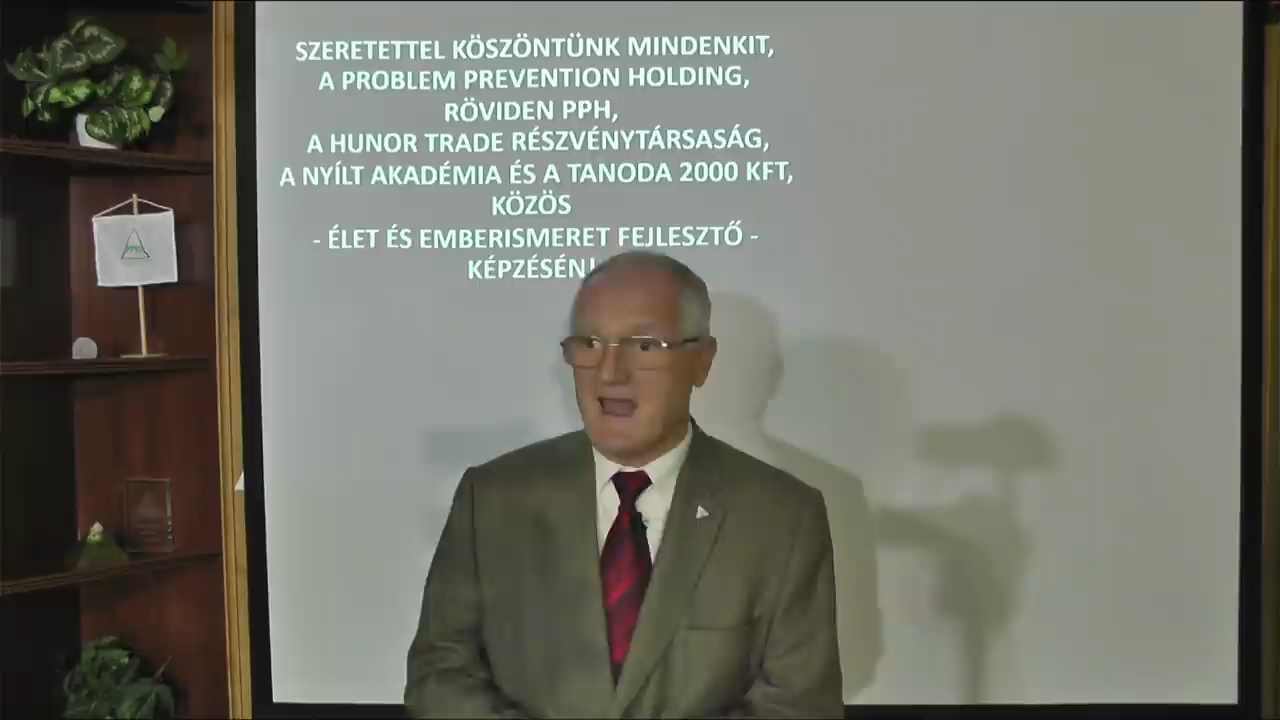 SZERETETTEL KÖSZÖNTÜNK MINDENKIT,
A PROBLEM PREVENTION HOLDING,
RÖVIDEN PPH,
A HUNOR TRADE RÉSZVÉNYTÁRSASÁG,
A NYÍLT AKADÉMIA ÉS A TANODA 2000 KFT,
KÖZÖS
- ÉLET ÉS EMBERISMERET FEJLESZTŐ -
KÉPZÉSÉN!